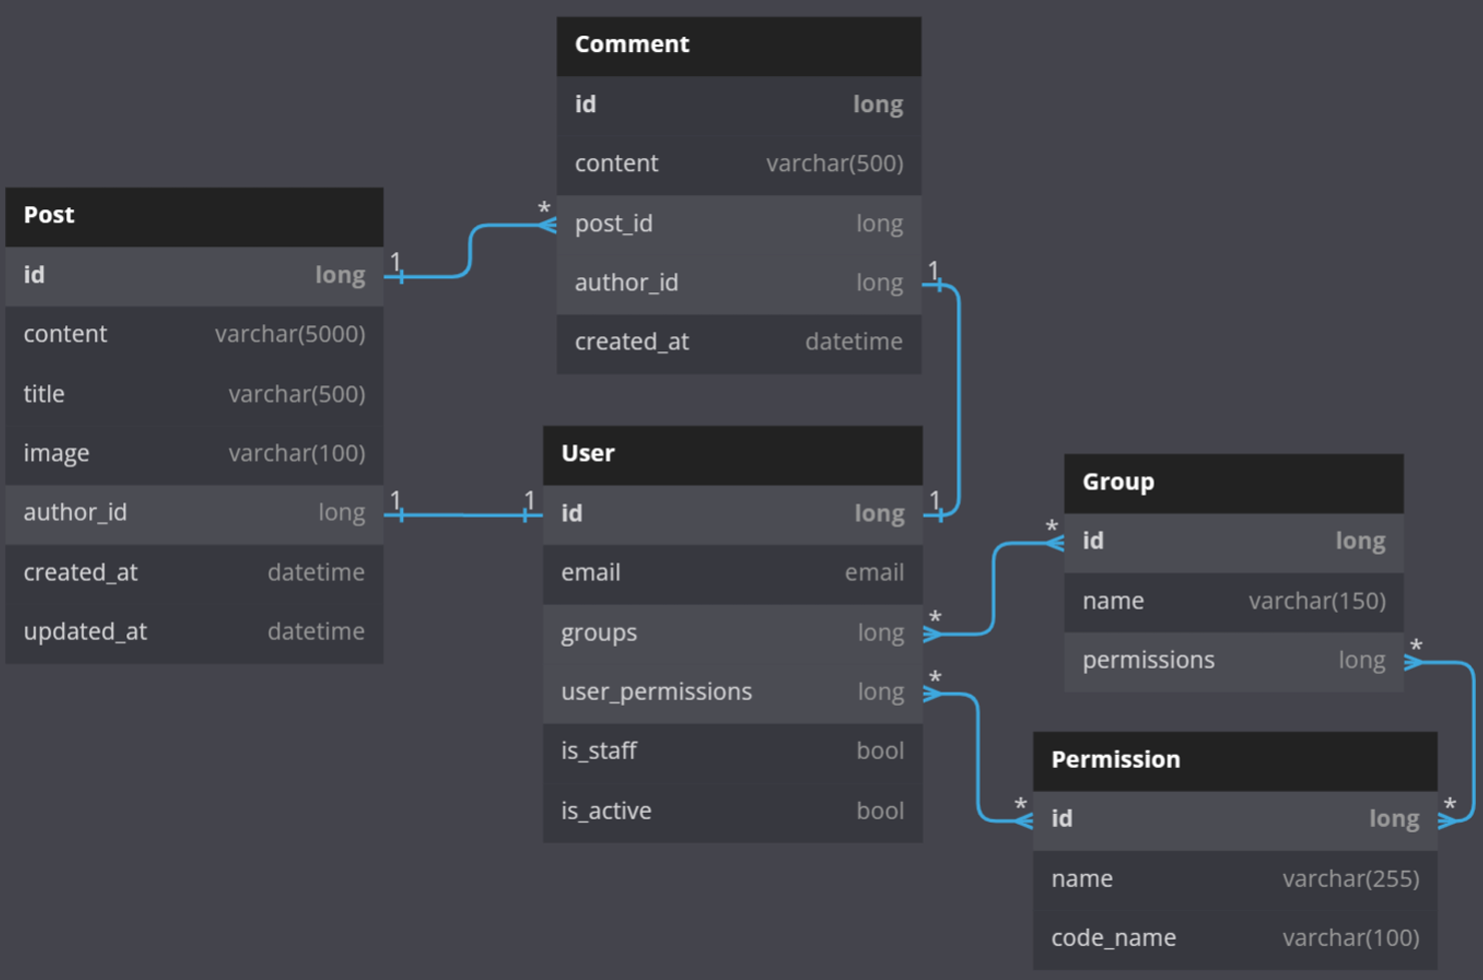 Comment
id long
content varchar(500)
* post_id long
author_id long 1
created_at datetime
Post
id long 1
content varchar(5000)
title varchar(500)
image varchar(100)
author_id long 1
created_at datetime
updated_at datetime
User
1 id long 1
email email
groups long *
user_permissions long *
is_staff bool
is_active bool
Group
* id long
name varchar(150)
permissions long *
Permission
* id long *
name varchar(255)
code_name varchar(100)